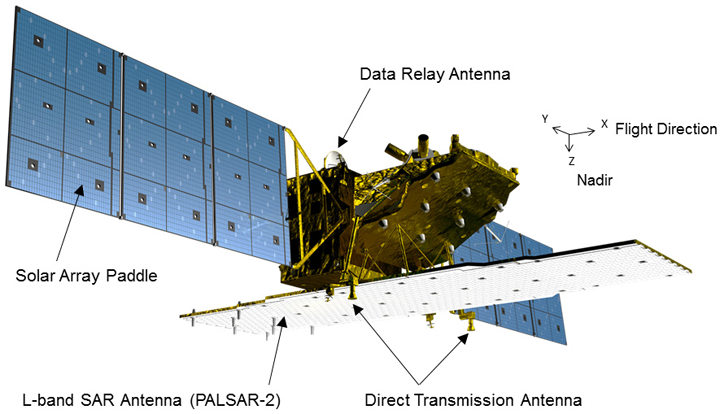 Data Relay Antenna
Y
X
Flight Direction
Z
Nadir
Solar Array Paddle
L-band SAR Antenna (PALSAR-2)
Direct Transmission Antenna